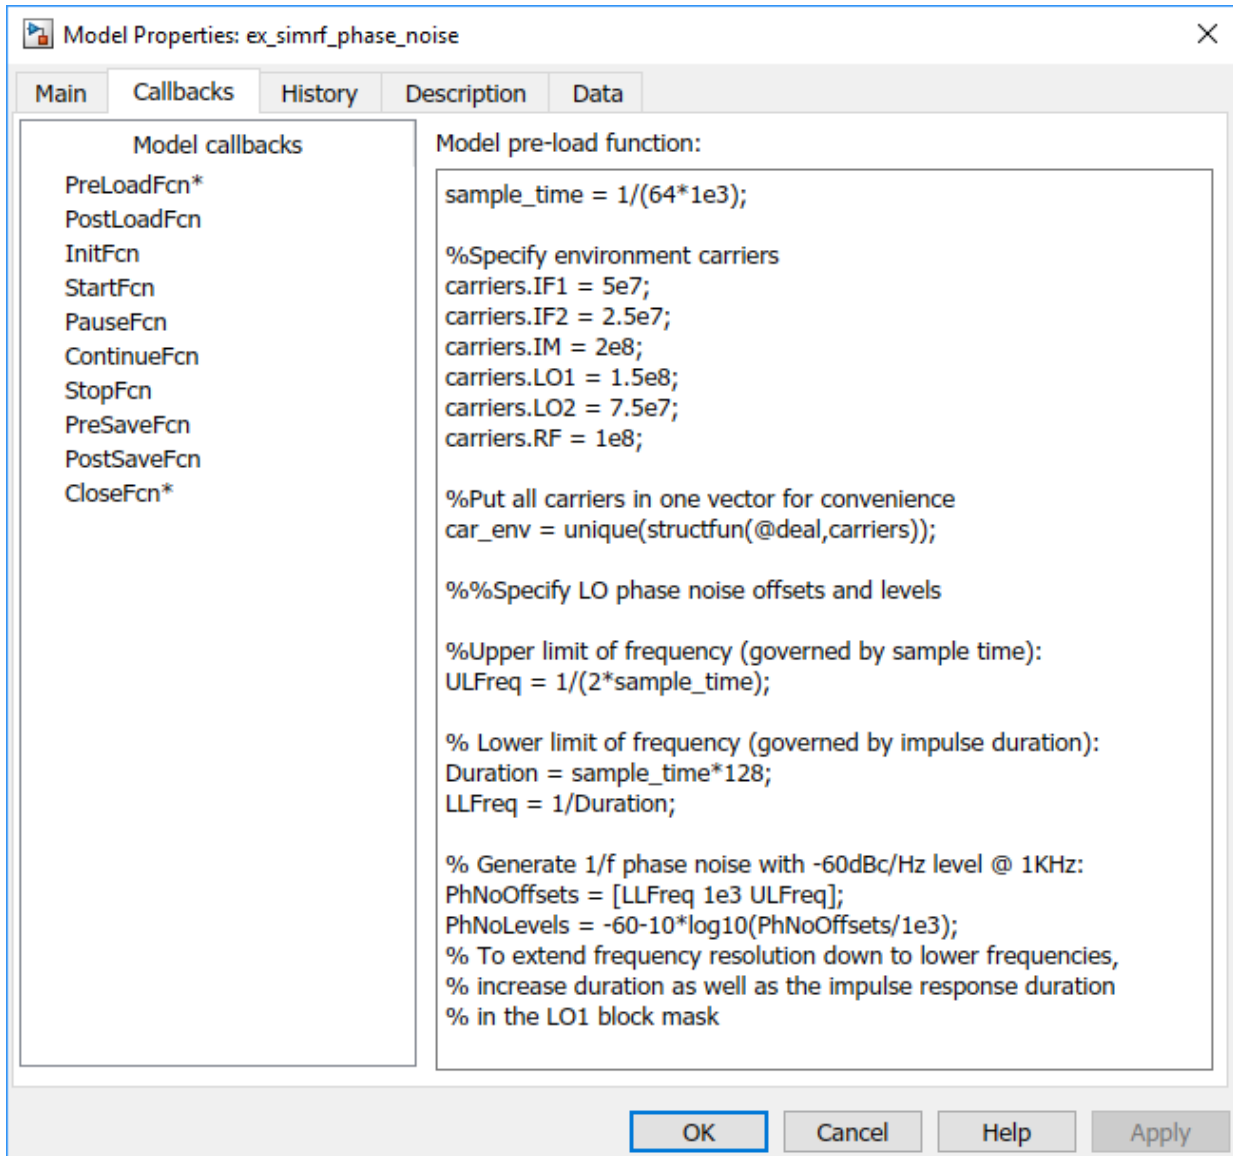 Model Properties: ex_simrf_phase_noise
Main Callbacks History Description Data
Model callbacks
PreLoadFcn*
PostLoadFcn
InitFcn
StartFcn
PauseFcn
ContinueFcn
StopFcn
PreSaveFcn
PostSaveFcn
CloseFcn*
Model pre-load function:
sample_time = 1/(64*1e3);
%Specify environment carriers
carriers.IF1 = 5e7;
carriers.IF2 = 2.5e7;
carriers.IM = 2e8;
carriers.LO1 = 1.5e8;
carriers.LO2 = 7.5e7;
carriers.RF = 1e8;
%Put all carriers in one vector for convenience
car_env = unique(structfun(@deal,carriers));
%%Specify LO phase noise offsets and levels
%Upper limit of frequency (governed by sample time):
ULFreq = 1/(2*sample_time);
% Lower limit of frequency (governed by impulse duration):
Duration = sample_time*128;
LLFreq = 1/Duration;
% Generate 1/f phase noise with -60dBc/Hz level @ 1KHz:
PhNoOffsets = [LLFreq 1e3 ULFreq];
PhNoLevels = -60-10*log10(PhNoOffsets/1e3);
% To extend frequency resolution down to lower frequencies,
% increase duration as well as the impulse response duration
% in the LO1 block mask
OK Cancel Help Apply